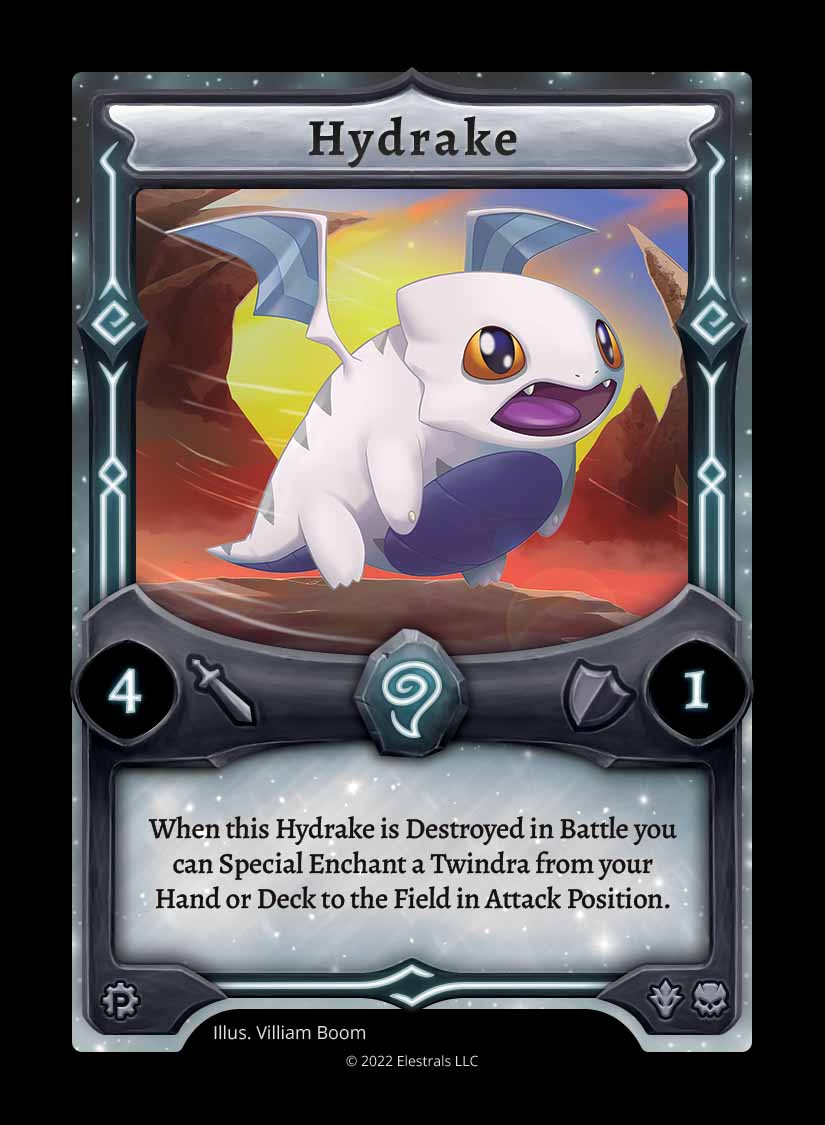 Hydrake
4
1
When this Hydrake is Destroyed in Battle you
can Special Enchant a Twindra from your
Hand or Deck to the Field in Attack Position.
P
Illus. Villiam Boom
© 2022 Elestrals LLC